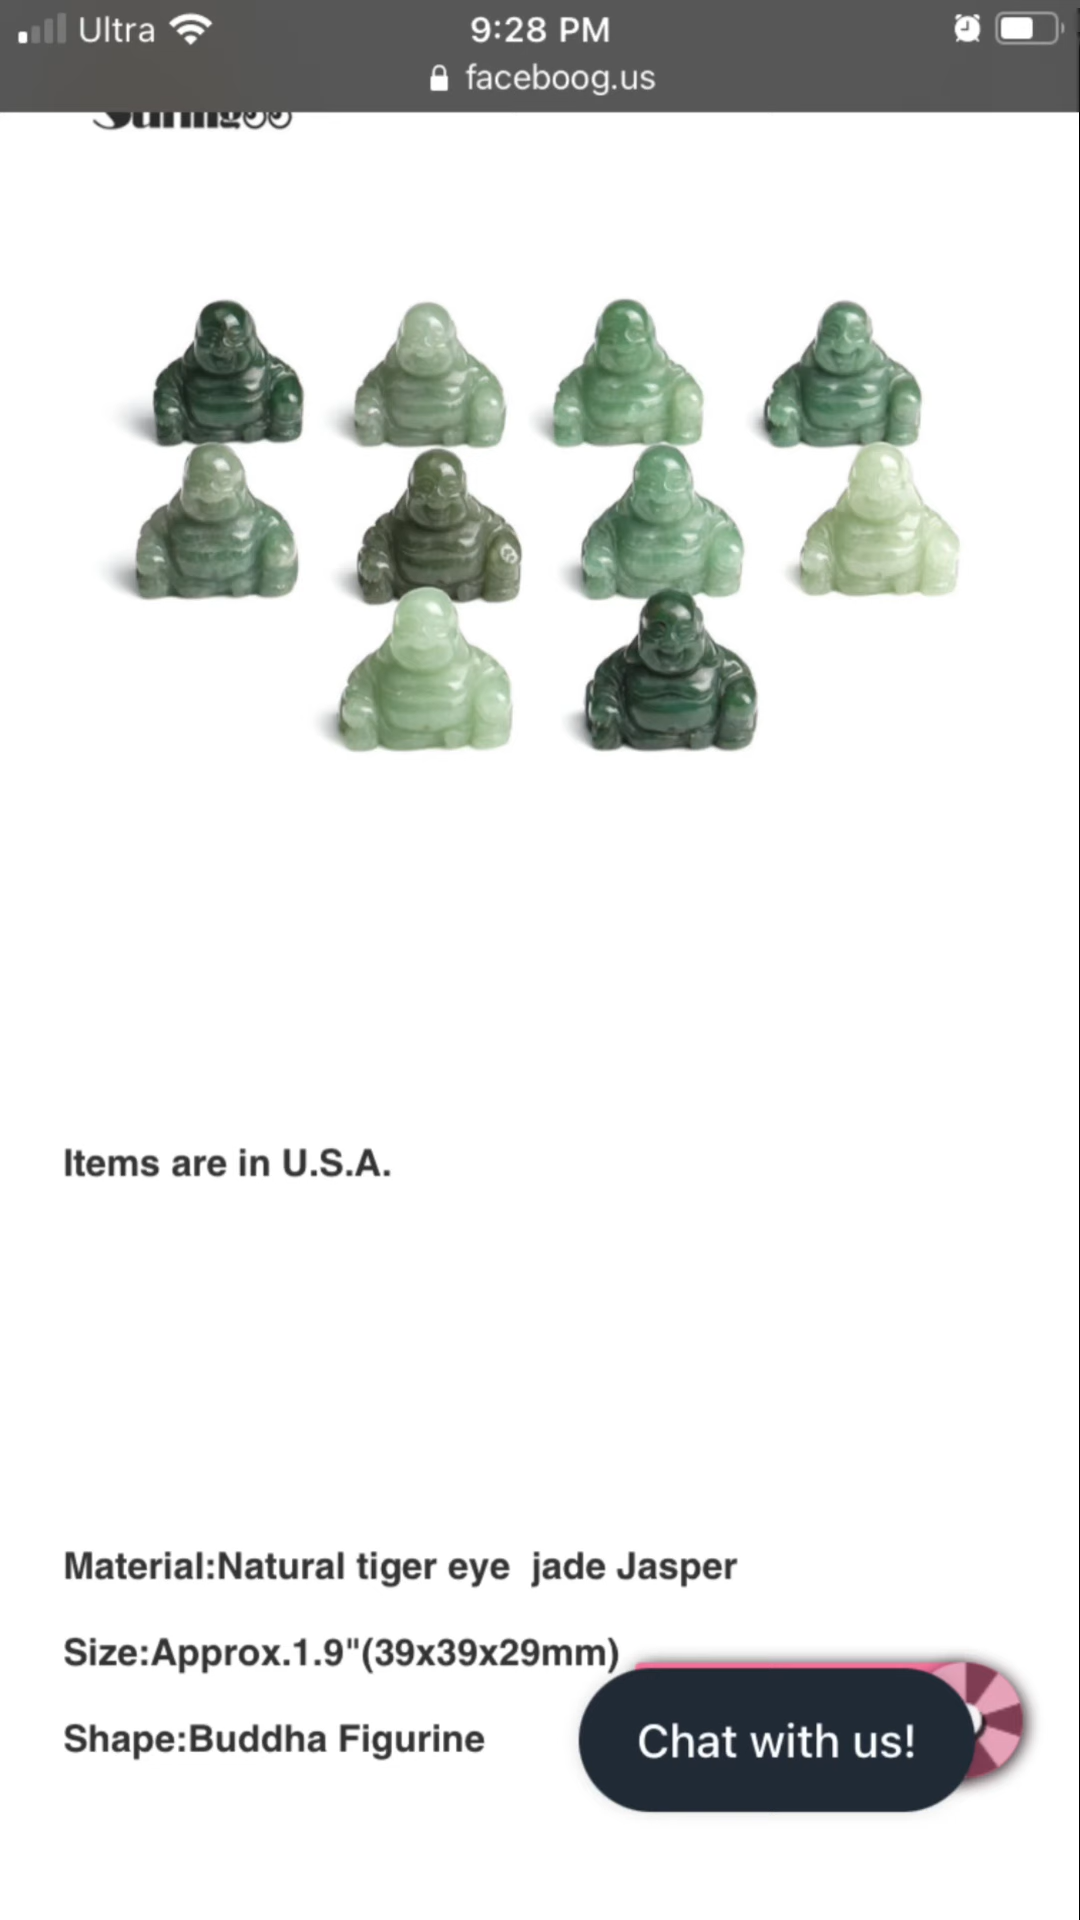 Ultra 9:28 PM
faceboog.us
Items are in U.S.A.
Material:Natural tiger eye  jade Jasper
Size:Approx.1.9"(39x39x29mm)
Shape:Buddha Figurine
Chat with us!